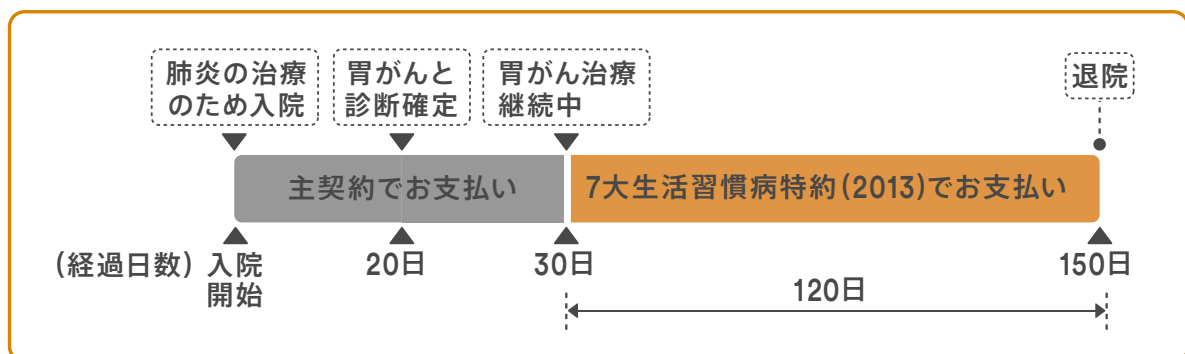 肺炎の治療
のため入院
胃がんと
診断確定
胃がん治療
継続中
退院
主契約でお支払い
7大生活習慣病特約(2013)でお支払い
(経過日数)
入院
開始
20日
30日
150日
120日